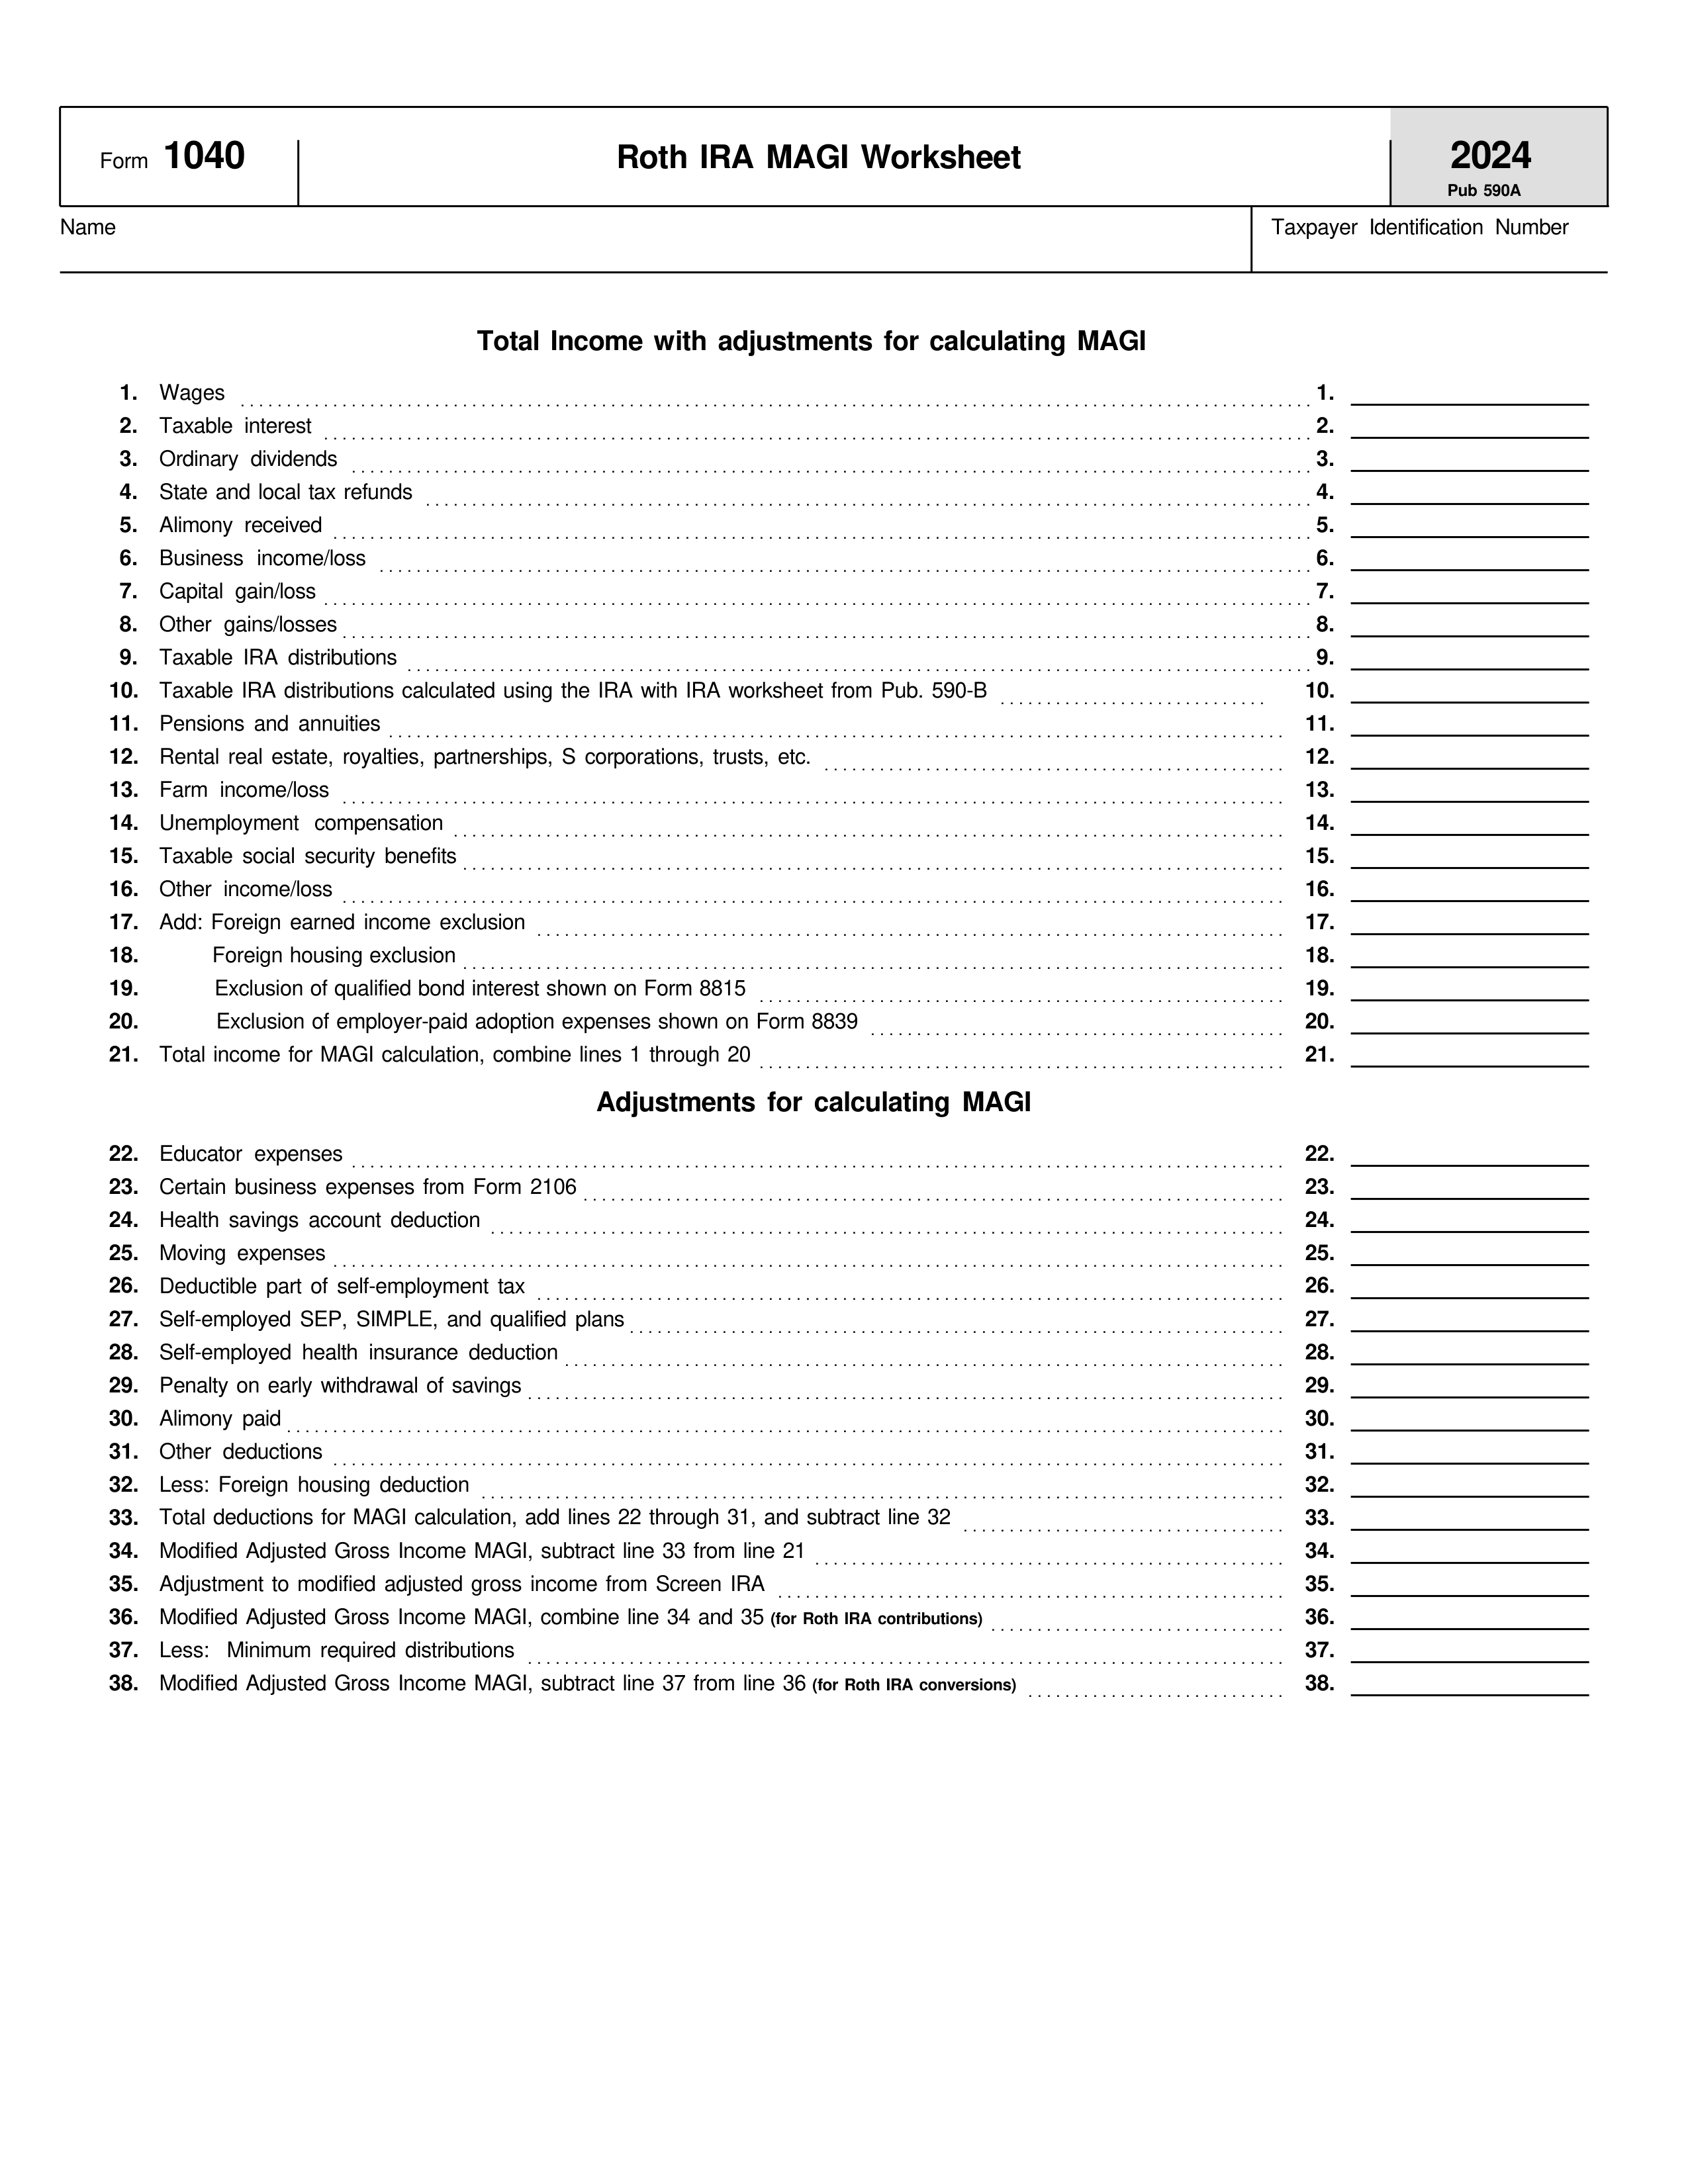 Form 1040
Roth IRA MAGI Worksheet
2024
Pub 590A
Name
Taxpayer Identification Number
Total Income with adjustments for calculating MAGI
1. Wages 1.
2. Taxable interest 2.
3. Ordinary dividends 3.
4. State and local tax refunds 4.
5. Alimony received 5.
6. Business income/loss 6.
7. Capital gain/loss 7.
8. Other gains/losses 8.
9. Taxable IRA distributions 9.
10. Taxable IRA distributions calculated using the IRA with IRA worksheet from Pub. 590-B 10.
11. Pensions and annuities 11.
12. Rental real estate, royalties, partnerships, S corporations, trusts, etc. 12.
13. Farm income/loss 13.
14. Unemployment compensation 14.
15. Taxable social security benefits 15.
16. Other income/loss 16.
17. Add: Foreign earned income exclusion 17.
18. Foreign housing exclusion 18.
19. Exclusion of qualified bond interest shown on Form 8815 19.
20. Exclusion of employer-paid adoption expenses shown on Form 8839 20.
21. Total income for MAGI calculation, combine lines 1 through 20 21.
Adjustments for calculating MAGI
22. Educator expenses 22.
23. Certain business expenses from Form 2106 23.
24. Health savings account deduction 24.
25. Moving expenses 25.
26. Deductible part of self-employment tax 26.
27. Self-employed SEP, SIMPLE, and qualified plans 27.
28. Self-employed health insurance deduction 28.
29. Penalty on early withdrawal of savings 29.
30. Alimony paid 30.
31. Other deductions 31.
32. Less: Foreign housing deduction 32.
33. Total deductions for MAGI calculation, add lines 22 through 31, and subtract line 32 33.
34. Modified Adjusted Gross Income MAGI, subtract line 33 from line 21 34.
35. Adjustment to modified adjusted gross income from Screen IRA 35.
36. Modified Adjusted Gross Income MAGI, combine line 34 and 35 (for Roth IRA contributions) 36.
37. Less: Minimum required distributions 37.
38. Modified Adjusted Gross Income MAGI, subtract line 37 from line 36 (for Roth IRA conversions) 38.